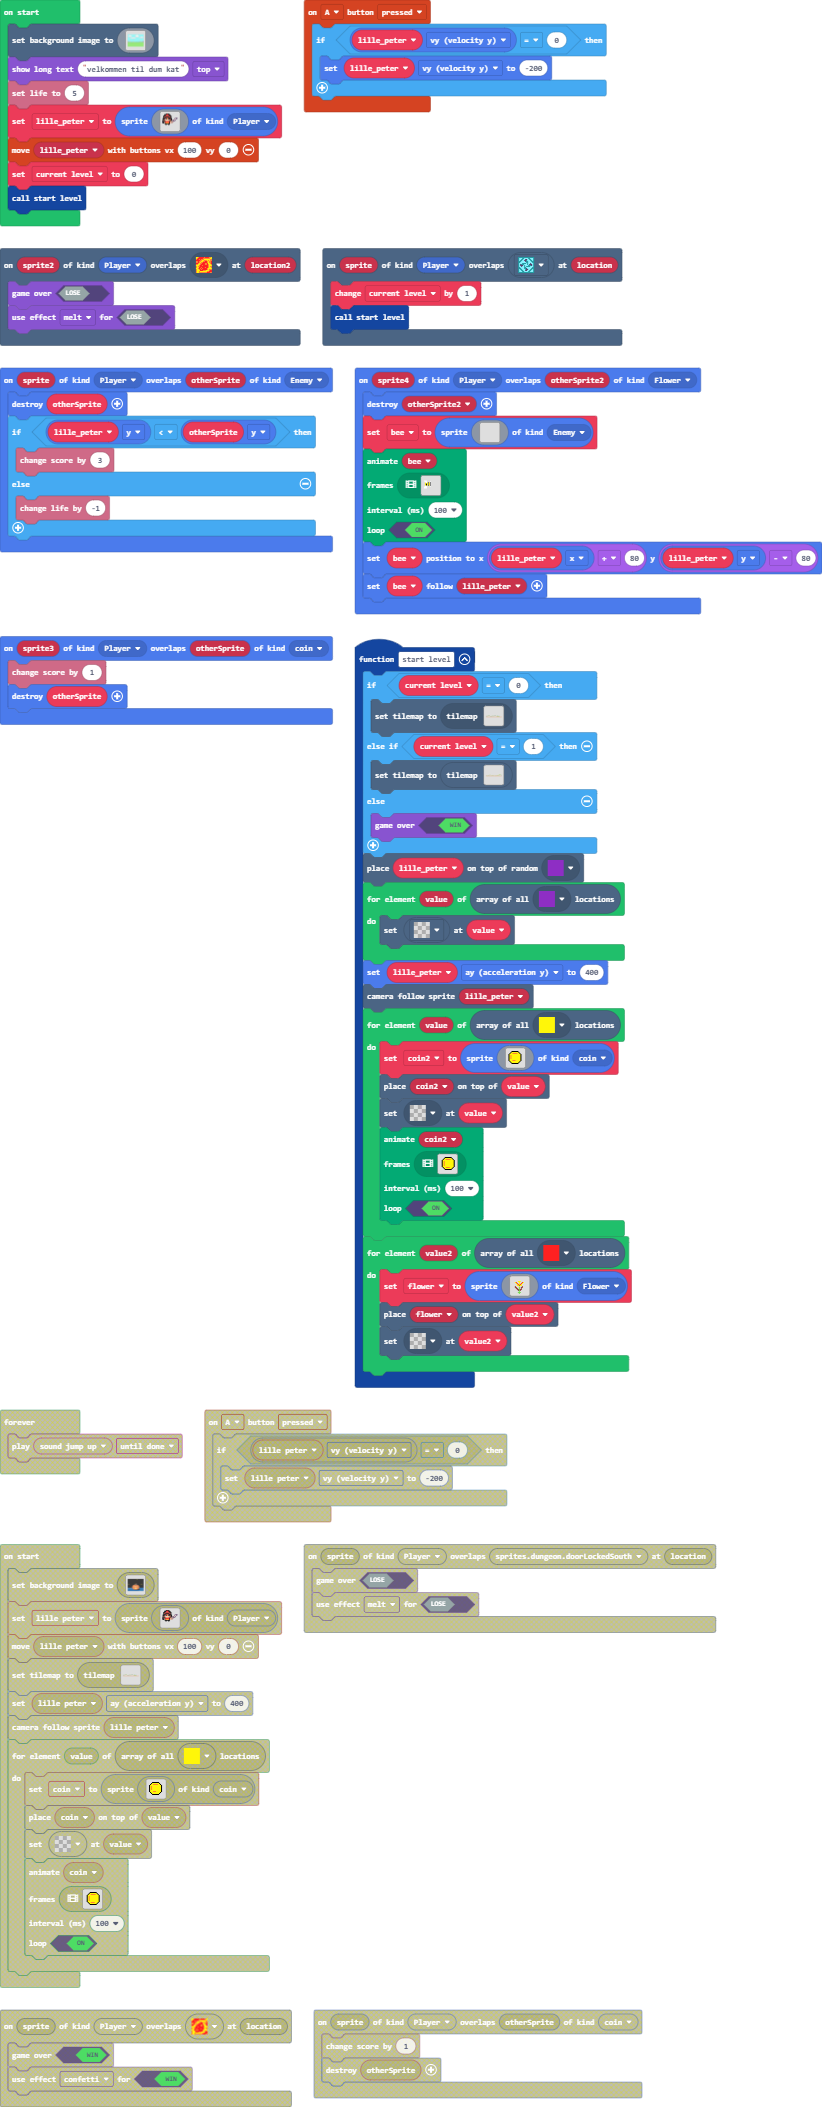 on start
set background image to
show long text "velkommen til dum kat" top
set life to 5
set lille_peter to sprite of kind Player
move lille_peter with buttons vx 100 vy 0
set current level to 0
call start level
on A button pressed
if lille_peter vy (velocity y) = 0 then
set lille_peter vy (velocity y) to -200
on sprite2 of kind Player overlaps at location2
game over LOSE
use effect melt for LOSE
on sprite of kind Player overlaps at location
change current level by 1
call start level
on sprite of kind Player overlaps otherSprite of kind Enemy
destroy otherSprite
if lille_peter y < otherSprite y then
change score by 3
else
change life by -1
on sprite4 of kind Player overlaps otherSprite2 of kind Flower
destroy otherSprite2
set bee to sprite of kind Enemy
animate bee
frames
interval (ms) 100
loop ON
set bee position to x lille_peter x + 80 y lille_peter y - 80
set bee follow lille_peter
on sprite3 of kind Player overlaps otherSprite of kind coin
change score by 1
destroy otherSprite
function start level
if current level = 0 then
set tilemap to tilemap
else if current level = 1 then
set tilemap to tilemap
else
game over WIN
place lille_peter on top of random
for element value of array of all locations
do
set at value
set lille_peter ay (acceleration y) to 400
camera follow sprite lille_peter
for element value of array of all locations
do
set coin2 to sprite of kind coin
place coin2 on top of value
set at value
animate coin2
frames
interval (ms) 100
loop ON
for element value2 of array of all locations
do
set flower to sprite of kind Flower
place flower on top of value2
set at value2
forever
play sound jump up until done
on A button pressed
if lille peter vy (velocity y) = 0 then
set lille peter vy (velocity y) to -200
on start
set background image to
set lille peter to sprite of kind Player
move lille peter with buttons vx 100 vy 0
set tilemap to tilemap
set lille peter ay (acceleration y) to 400
camera follow sprite lille peter
for element value of array of all locations
do
set coin to sprite of kind coin
place coin on top of value
set at value
animate coin
frames
interval (ms) 100
loop ON
on sprite of kind Player overlaps sprites.dungeon.doorLockedSouth at location
game over LOSE
use effect melt for LOSE
on sprite of kind Player overlaps at location
game over WIN
use effect confetti for WIN
on sprite of kind Player overlaps otherSprite of kind coin
change score by 1
destroy otherSprite